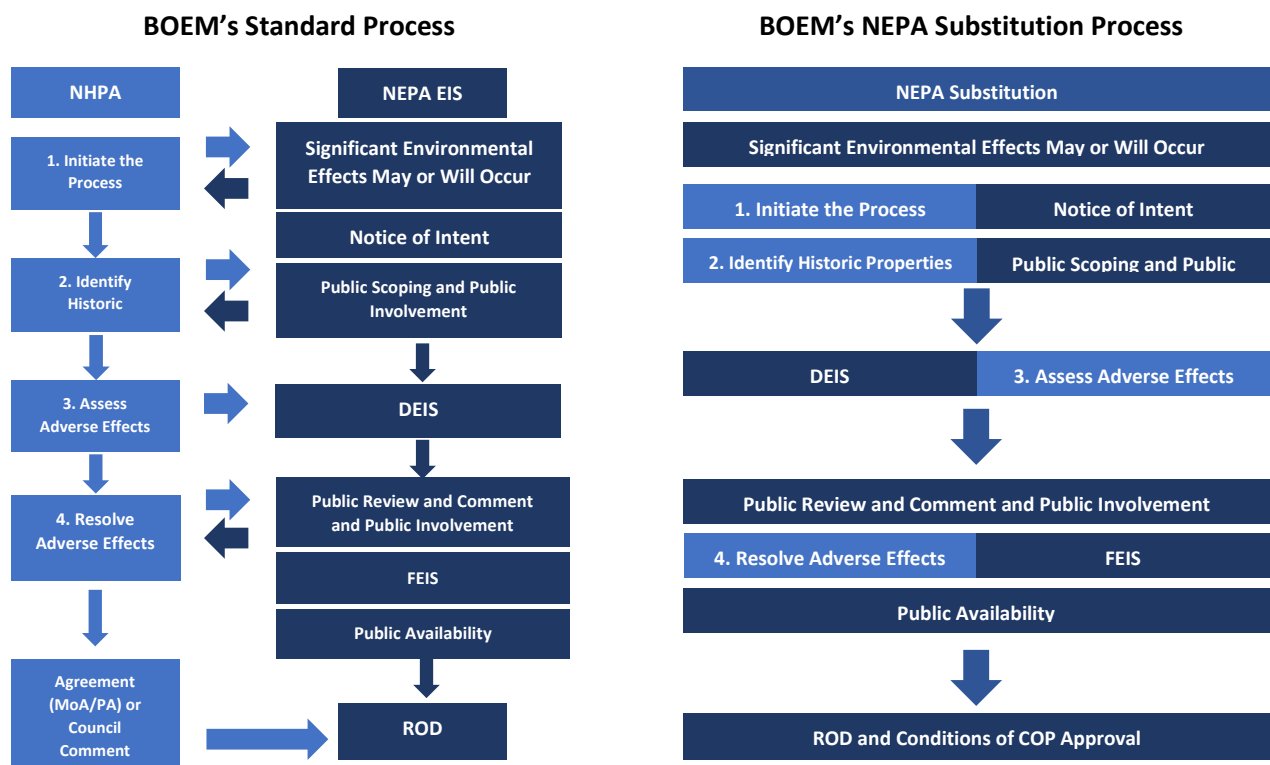 BOEM's Standard Process
NHPA
NEPA EIS
1. Initiate the
Process
Significant Environmental
Effects May or Will Occur
Notice of Intent
2. Identify
Historic
Public Scoping and Public
Involvement
3. Assess
Adverse Effects
DEIS
4. Resolve
Adverse Effects
Public Review and Comment
and Public Involvement
FEIS
Public Availability
Agreement
(MoA/PA) or
Council
Comment
ROD
BOEM's NEPA Substitution Process
NEPA Substitution
Significant Environmental Effects May or Will Occur
1. Initiate the Process
Notice of Intent
2. Identify Historic Properties
Public Scoping and Public
DEIS
3. Assess Adverse Effects
Public Review and Comment and Public Involvement
4. Resolve Adverse Effects
FEIS
Public Availability
ROD and Conditions of COP Approval